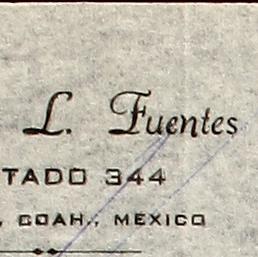 L. Fuentes
TADO 344
, COAH., MEXICO